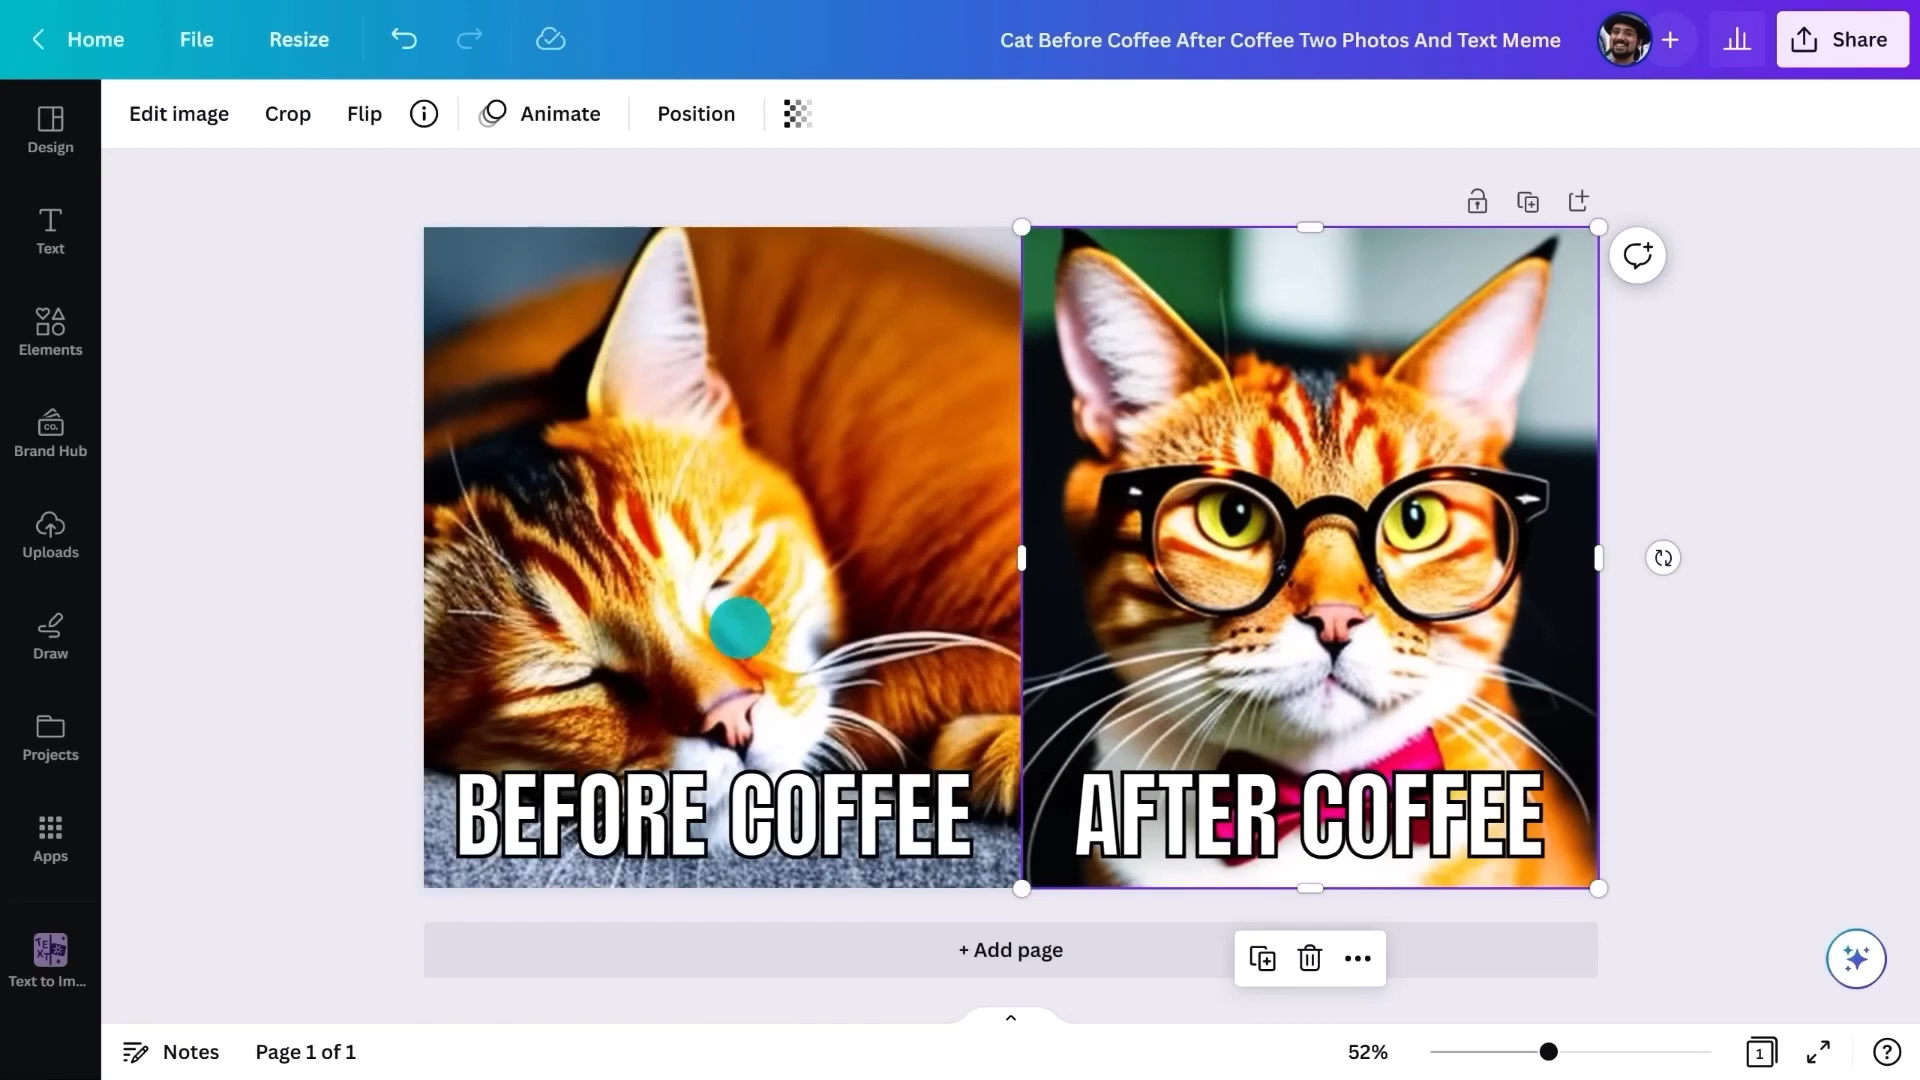 Home File Resize
Cat Before Coffee After Coffee Two Photos And Text Meme
Share
Edit image Crop Flip Animate Position
Design
Text
Elements
CO.
Brand Hub
Uploads
Draw
Projects
Apps
TEXT
Text to Im...
BEFORE COFFEE
AFTER COFFEE
+ Add page
Notes Page 1 of 1
52%
1
?